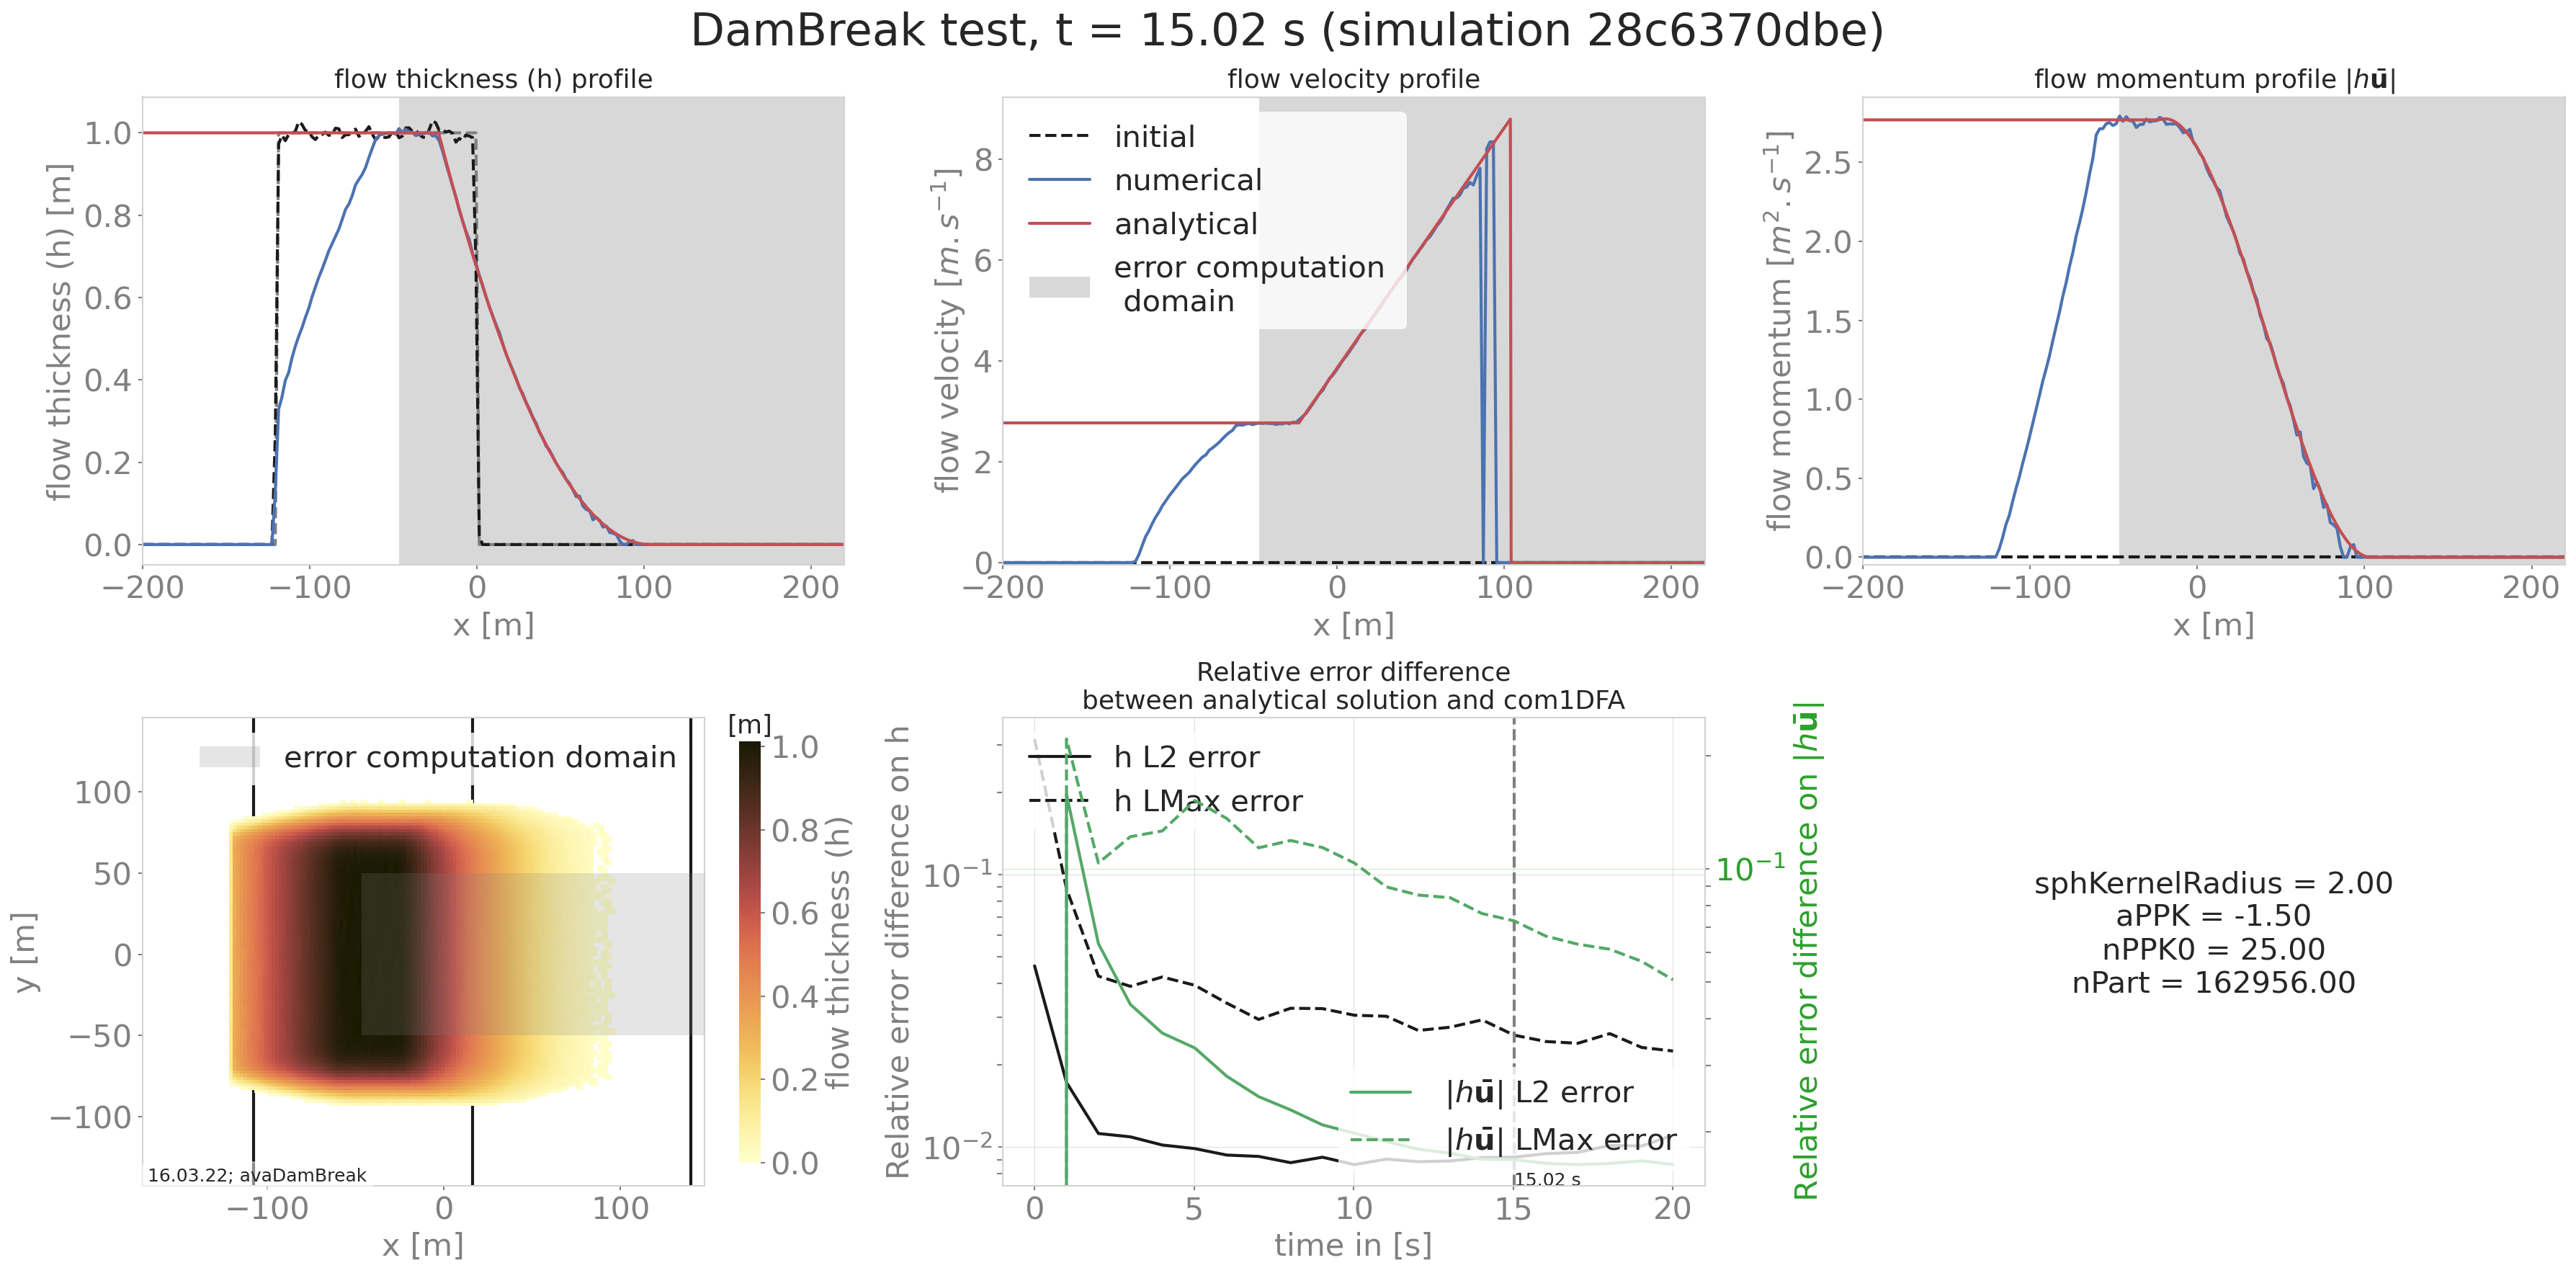 DamBreak test, t = 15.02 s (simulation 28c6370dbe)
flow thickness (h) profile
flow thickness (h) [m]
1.0
0.8
0.6
0.4
0.2
0.0
−200
−100
0
100
200
x [m]
flow velocity profile
flow velocity [m.s⁻¹]
8
6
4
2
0
initial
numerical
analytical
error computation
domain
−200
−100
0
100
200
x [m]
flow momentum profile |hū|
flow momentum [m².s⁻¹]
2.5
2.0
1.5
1.0
0.5
0.0
−200
−100
0
100
200
x [m]
error computation domain
y [m]
100
50
0
−50
−100
16.03.22; avaDamBreak
−100
0
100
x [m]
[m]
1.0
0.8
0.6
0.4
0.2
0.0
flow thickness (h)
Relative error difference
between analytical solution and com1DFA
Relative error difference on h
10⁻¹
10⁻²
h L2 error
h LMax error
|hū| L2 error
|hū| LMax error
15.02 s
0
5
10
15
20
time in [s]
10⁻¹
Relative error difference on |hū|
sphKernelRadius = 2.00
aPPK = -1.50
nPPK0 = 25.00
nPart = 162956.00